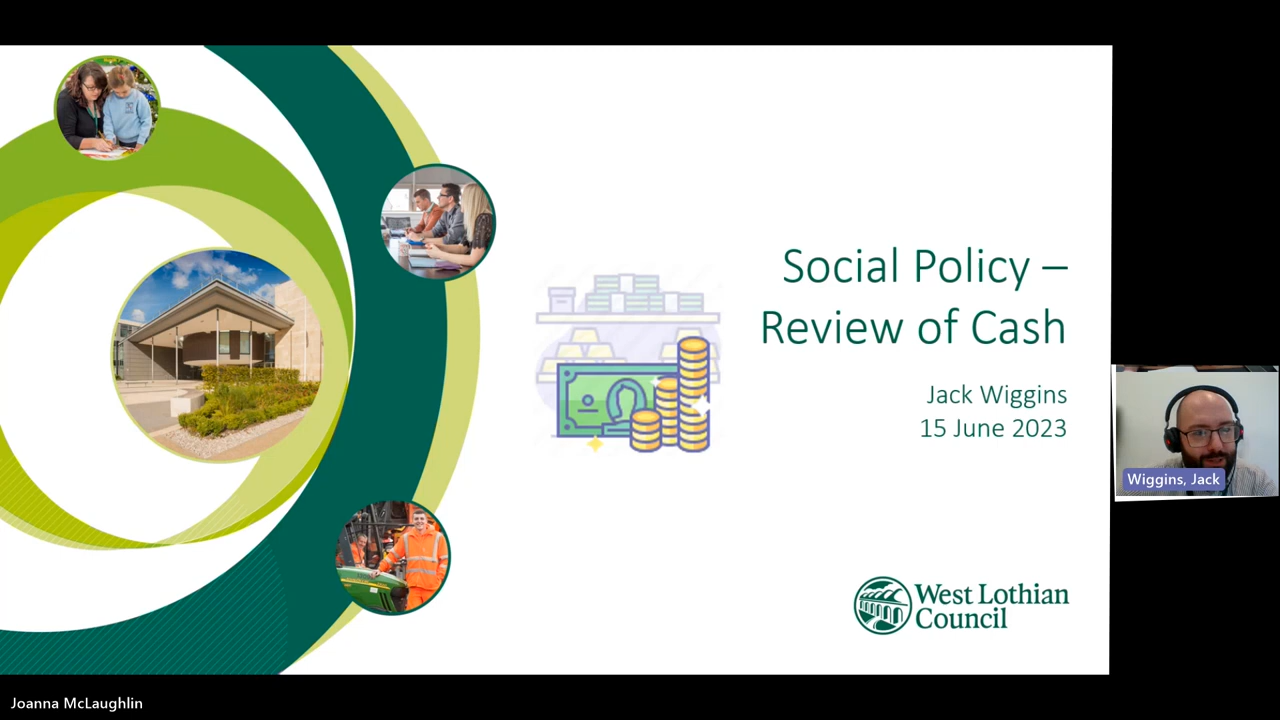 Social Policy –
Review of Cash
Jack Wiggins
15 June 2023
West Lothian
Council
Wiggins, Jack
Joanna McLaughlin